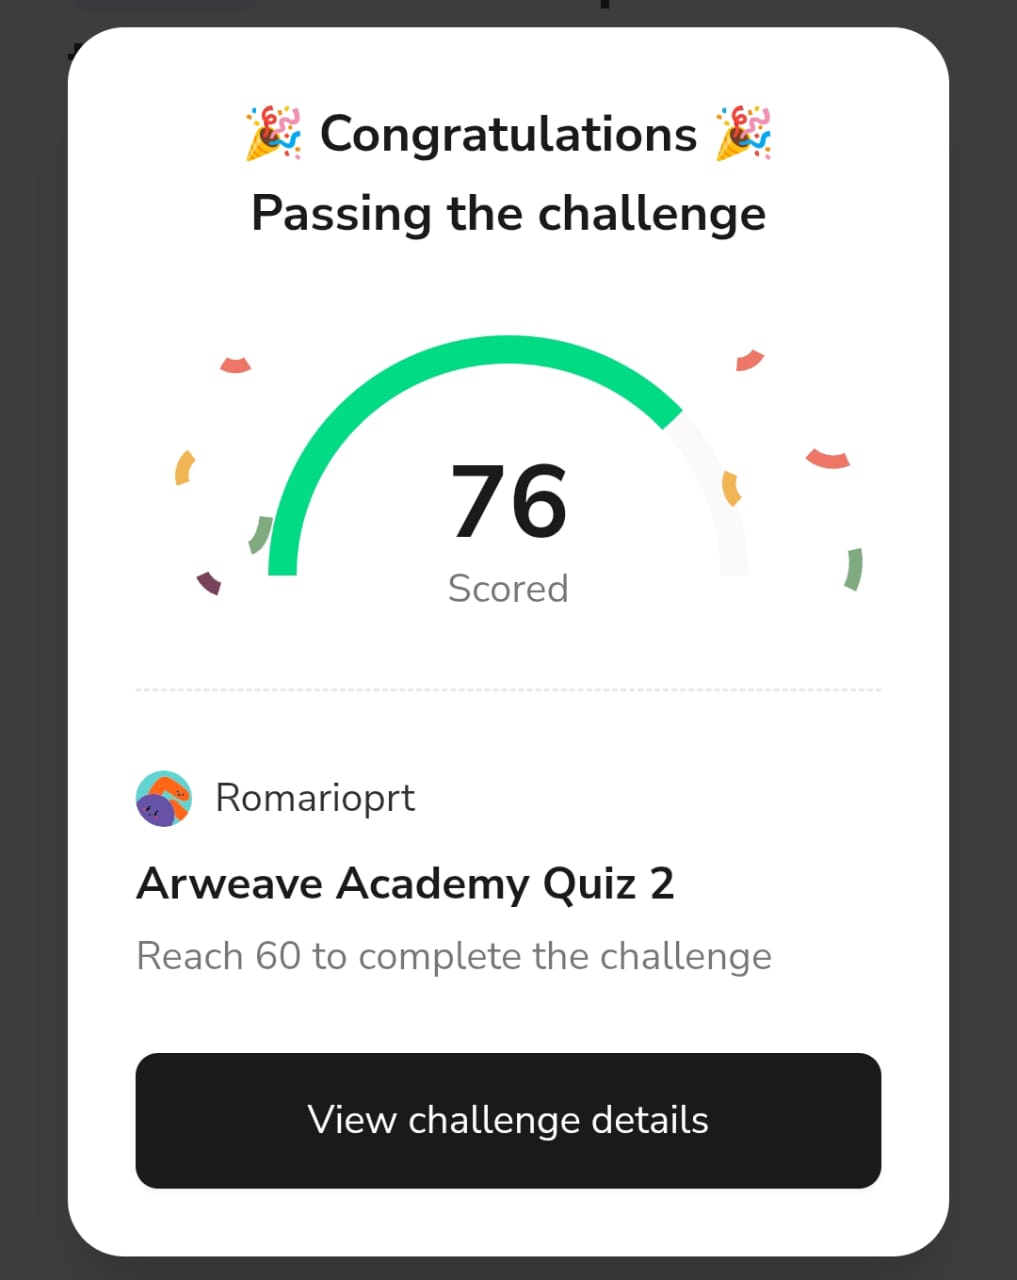 🎉 Congratulations 🎉
Passing the challenge
76
Scored
Romarioprt
Arweave Academy Quiz 2
Reach 60 to complete the challenge
View challenge details